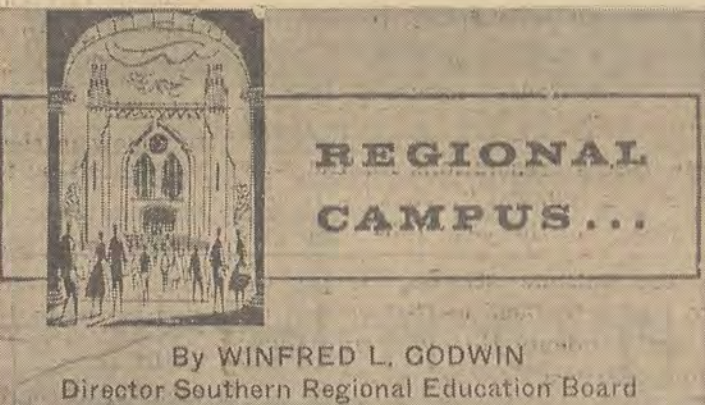 REGIONAL
CAMPUS...
By WINFRED L. GODWIN
Director Southern Regional Education Board